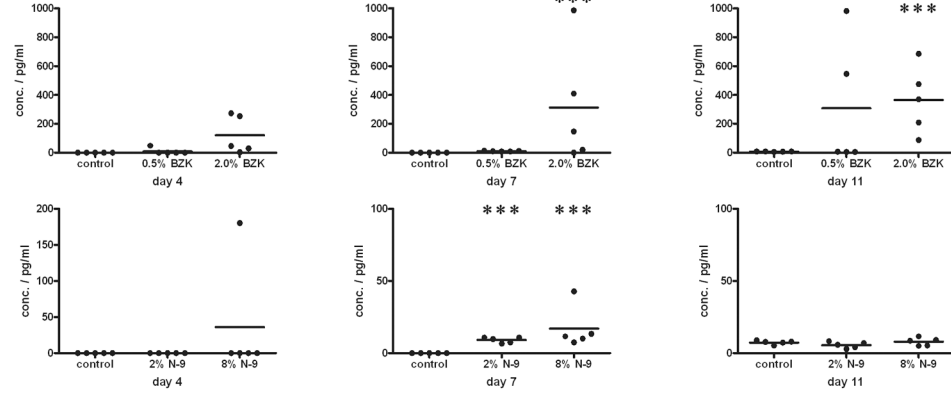 1000 1000 *** 1000 ***
800 800 800
600 600 600
400 400 400
200 200 200
0 0 0
conc. / pg/ml conc. / pg/ml conc. / pg/ml
control 0.5% BZK 2.0% BZK control 0.5% BZK 2.0% BZK control 0.5% BZK 2.0% BZK
day 4 day 7 day 11
200 100 *** *** 100
150
100 50 50
50
0 0 0
conc. / pg/ml conc. / pg/ml conc. / pg/ml
control 2% N-9 8% N-9 control 2% N-9 8% N-9 control 2% N-9 8% N-9
day 4 day 7 day 11